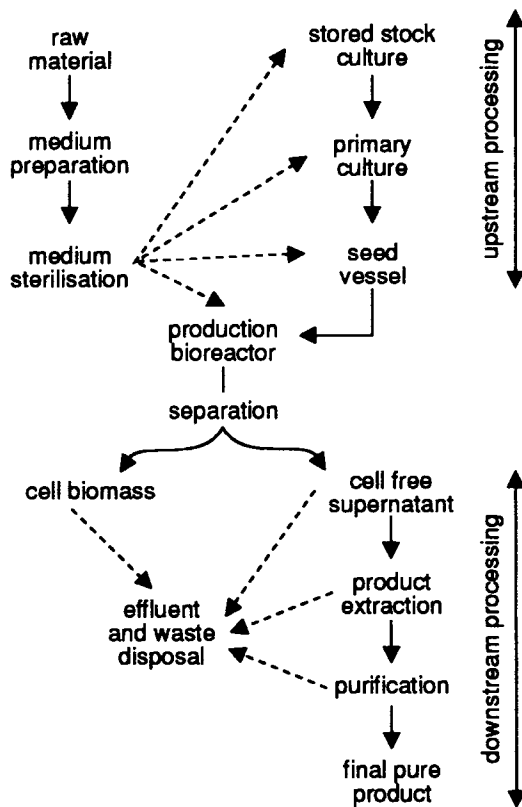 raw
material
stored stock
culture
medium
preparation
primary
culture
medium
sterilisation
seed
vessel
upstream processing
production
bioreactor
separation
cell biomass
cell free
supernatant
effluent
and waste
disposal
product
extraction
purification
final pure
product
downstream processing